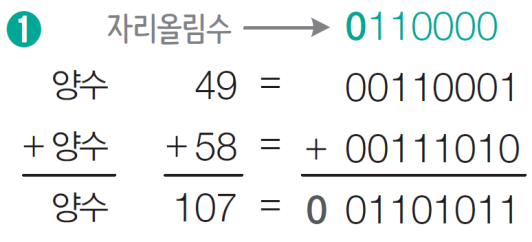 1 자리올림수 → 0110000
양수 49 = 00110001
+양수 +58 = + 00111010
양수 107 = 0 01101011